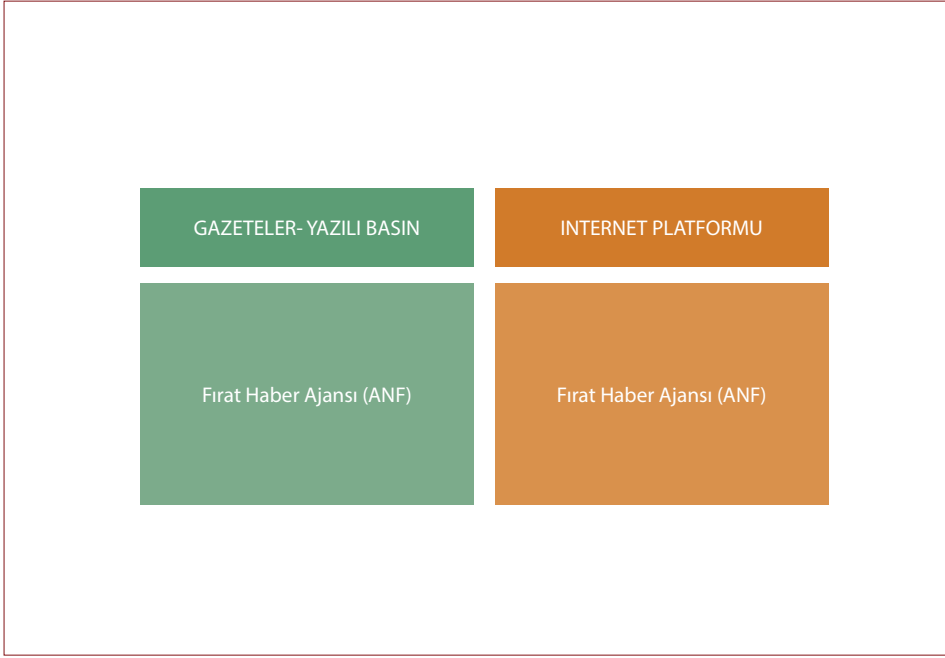 GAZETELER- YAZILI BASIN
INTERNET PLATFORMU
Fırat Haber Ajansı (ANF)
Fırat Haber Ajansı (ANF)